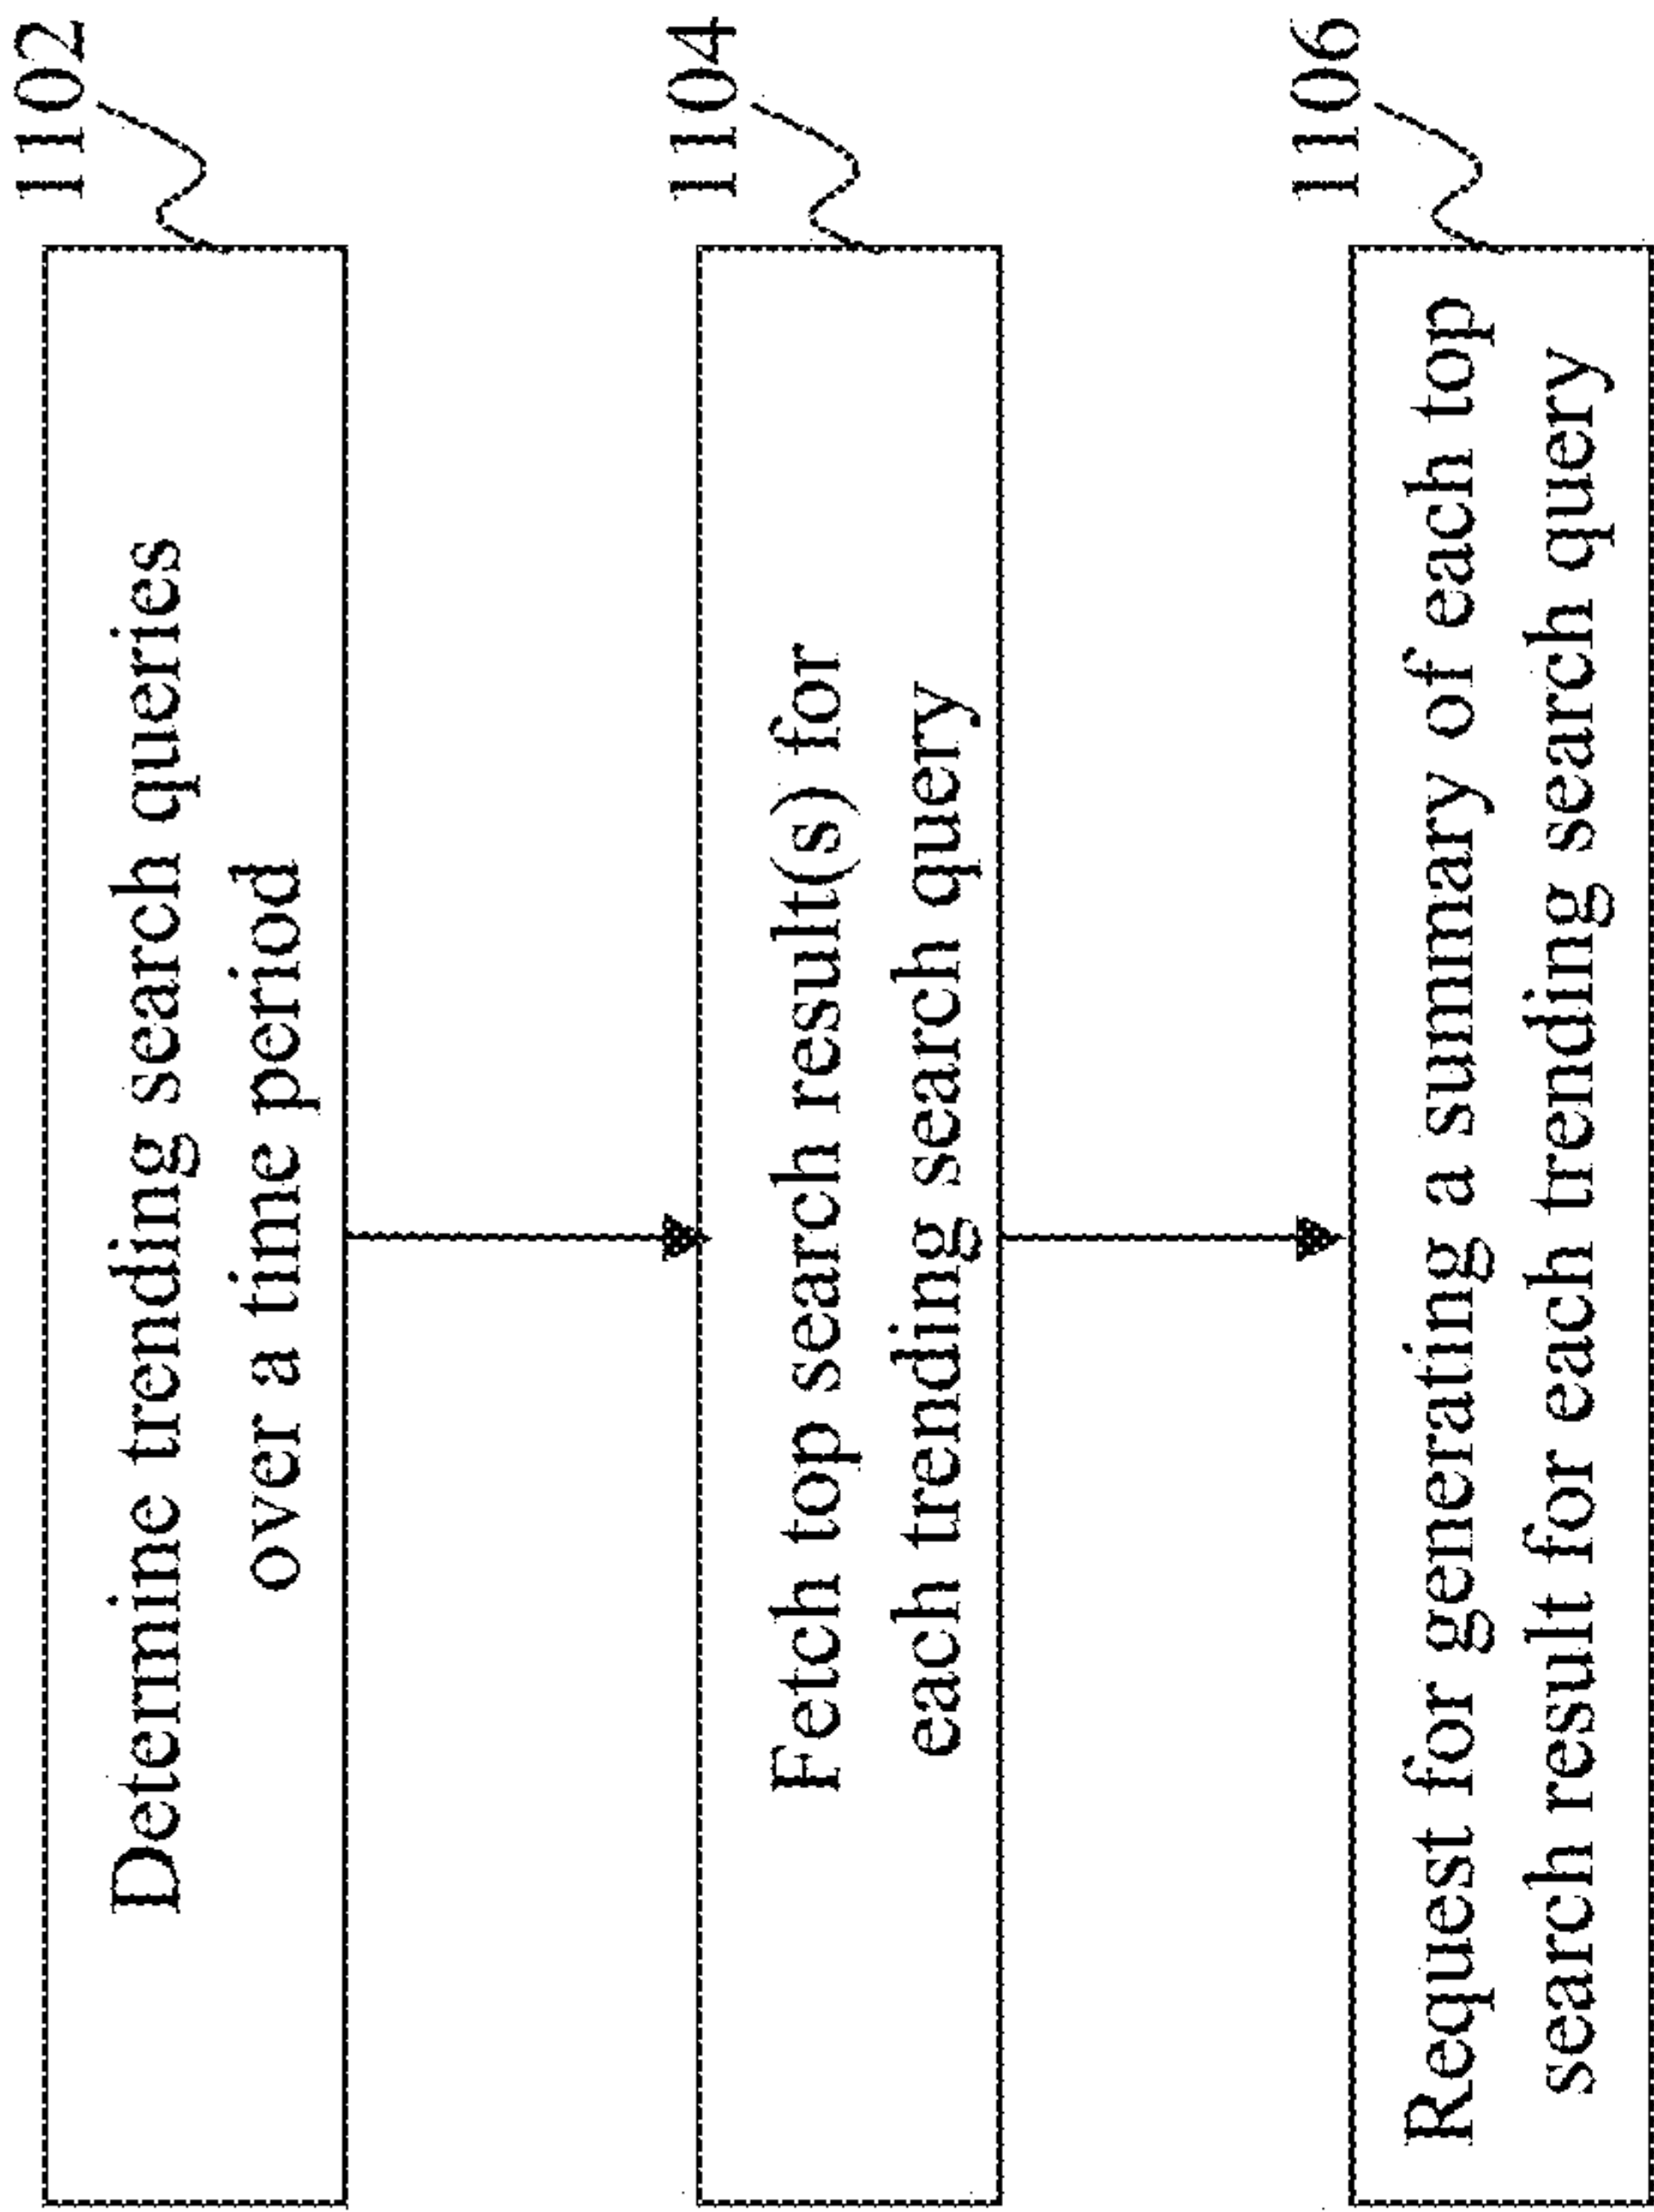 1102
Determine trending search queries
over a time period
1104
Fetch top search result(s) for
each trending search query
1106
Request for generating a summary of each top
search result for each trending search query